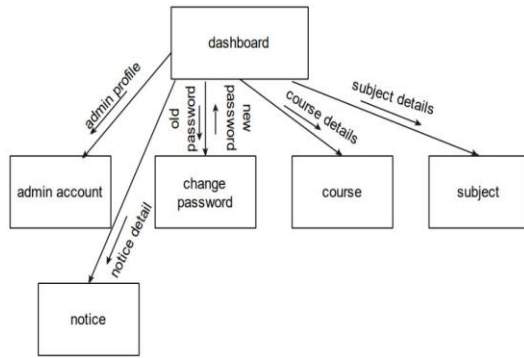 dashboard
admin profile
old
password
new
password
course details
subject details
admin account
change
password
course
subject
notice detail
notice